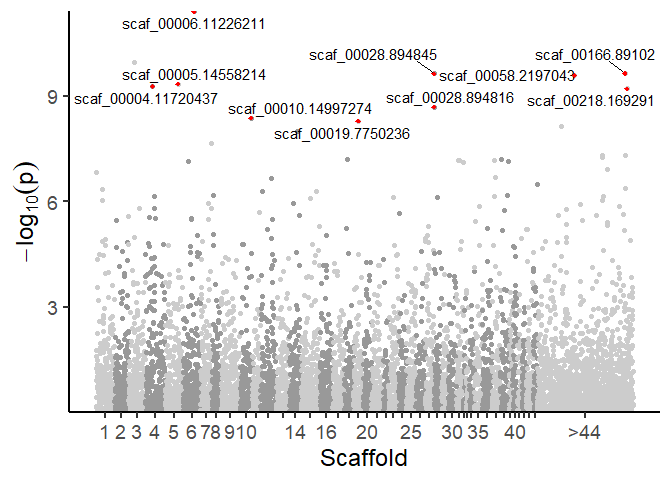 scaf_00006.11226211
scaf_00028.894845
scaf_00166.89102
scaf_00005.14558214
scaf_00058.2197043
scaf_00004.11720437
scaf_00028.894816
scaf_00218.169291
scaf_00010.14997274
scaf_00019.7750236
9
6
3
−log10(p)
1 2 3 4 5 6 7 8 9 10 14 16 20 25 30 35 40 >44
Scaffold